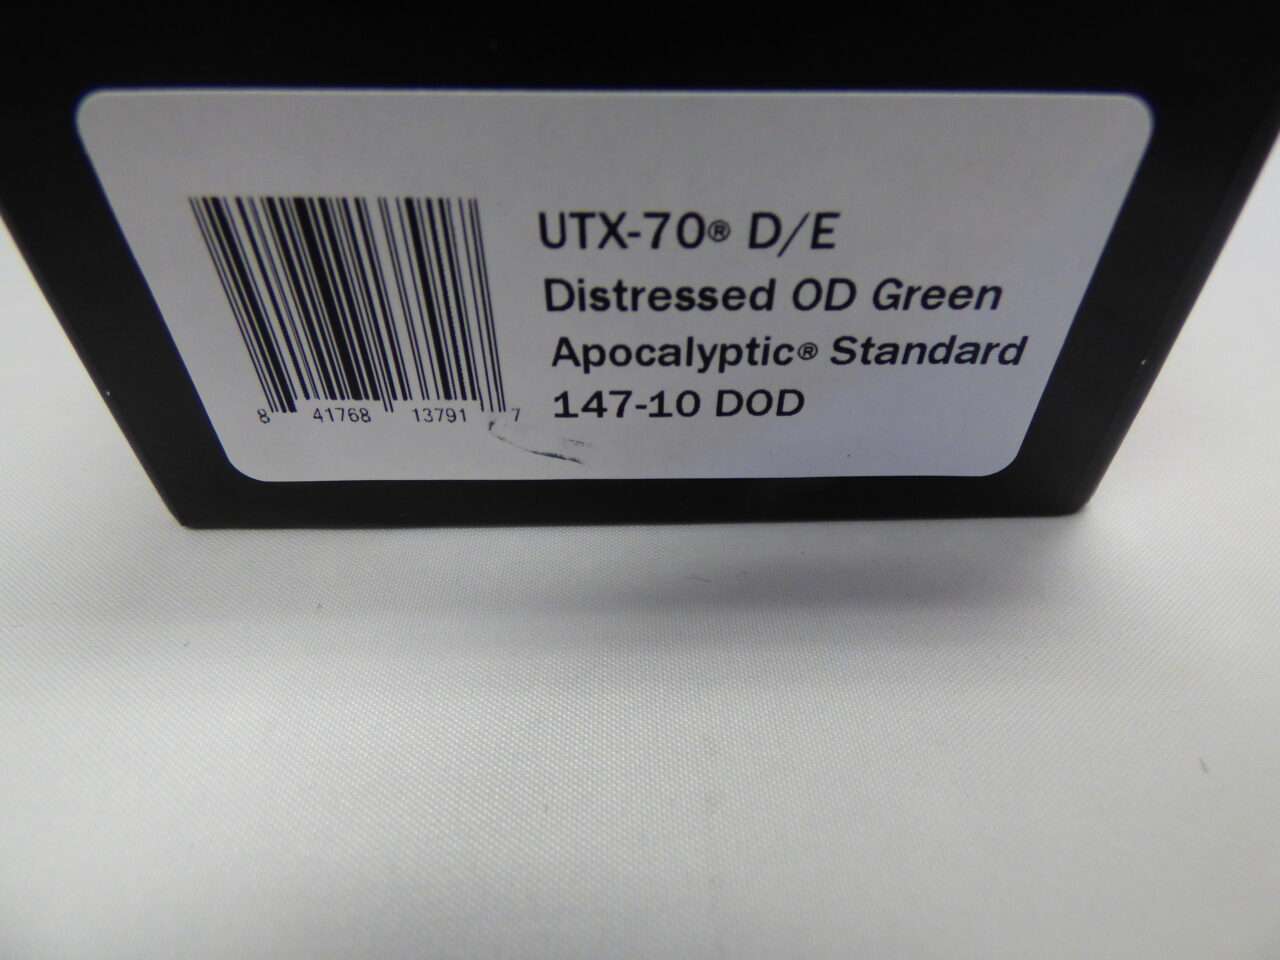 UTX-70® D/E
Distressed OD Green
Apocalyptic® Standard
147-10 DOD
8 41768 13791 7